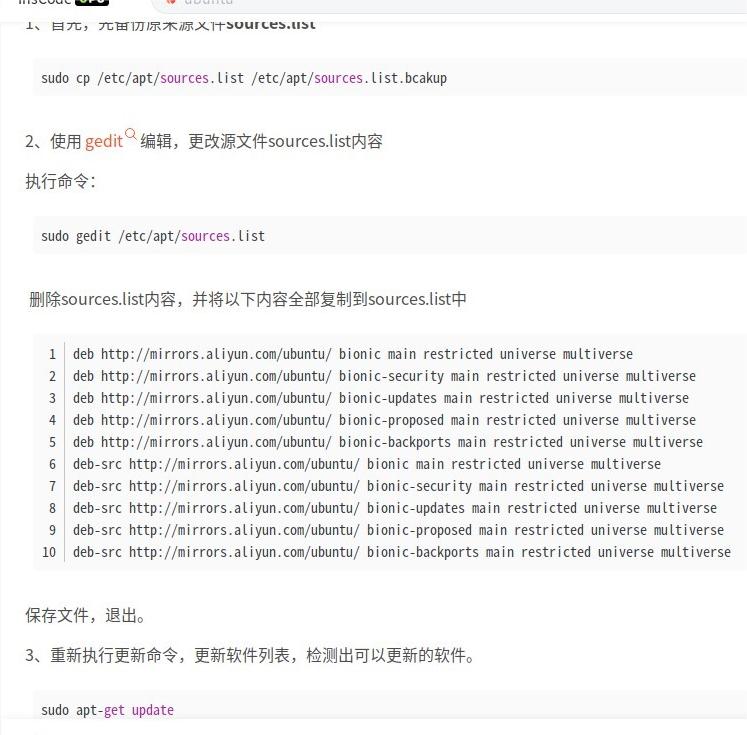 InsCode GPU
ubuntu
1、首先，先备份原来源文件sources.list
sudo cp /etc/apt/sources.list /etc/apt/sources.list.bcakup
2、使用 gedit 编辑，更改源文件sources.list内容
执行命令：
sudo gedit /etc/apt/sources.list
删除sources.list内容，并将以下内容全部复制到sources.list中
1 deb http://mirrors.aliyun.com/ubuntu/ bionic main restricted universe multiverse
2 deb http://mirrors.aliyun.com/ubuntu/ bionic-security main restricted universe multiverse
3 deb http://mirrors.aliyun.com/ubuntu/ bionic-updates main restricted universe multiverse
4 deb http://mirrors.aliyun.com/ubuntu/ bionic-proposed main restricted universe multiverse
5 deb http://mirrors.aliyun.com/ubuntu/ bionic-backports main restricted universe multiverse
6 deb-src http://mirrors.aliyun.com/ubuntu/ bionic main restricted universe multiverse
7 deb-src http://mirrors.aliyun.com/ubuntu/ bionic-security main restricted universe multiverse
8 deb-src http://mirrors.aliyun.com/ubuntu/ bionic-updates main restricted universe multiverse
9 deb-src http://mirrors.aliyun.com/ubuntu/ bionic-proposed main restricted universe multiverse
10 deb-src http://mirrors.aliyun.com/ubuntu/ bionic-backports main restricted universe multiverse
保存文件，退出。
3、重新执行更新命令，更新软件列表，检测出可以更新的软件。
sudo apt-get update